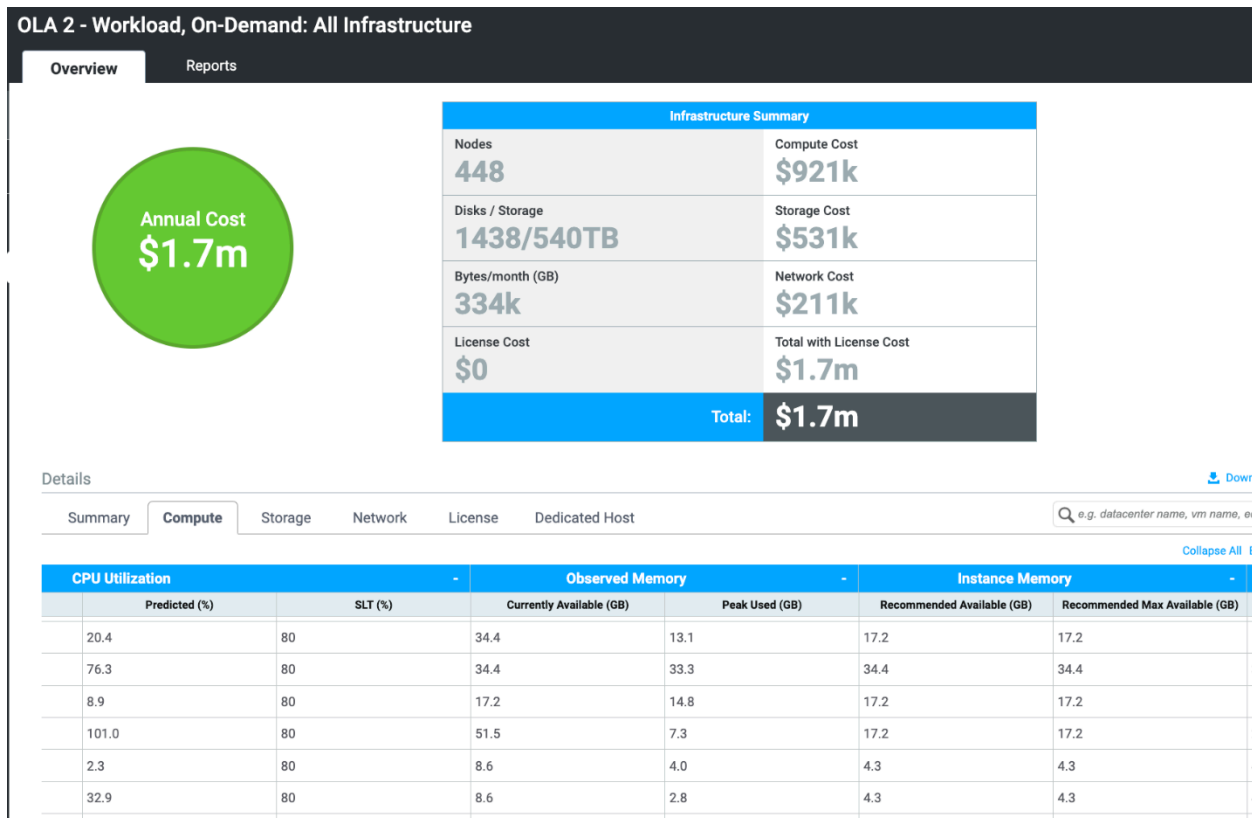 OLA 2 - Workload, On-Demand: All Infrastructure
Overview Reports
Annual Cost
$1.7m
Infrastructure Summary
Nodes Compute Cost
448 $921k
Disks / Storage Storage Cost
1438/540TB $531k
Bytes/month (GB) Network Cost
334k $211k
License Cost Total with License Cost
$0 $1.7m
Total: $1.7m
Details
Summary Compute Storage Network License Dedicated Host
e.g. datacenter name, vm name,
Collapse All
CPU Utilization - Observed Memory - Instance Memory -
Predicted (%) SLT (%) Currently Available (GB) Peak Used (GB) Recommended Available (GB) Recommended Max Available (GB)
20.4 80 34.4 13.1 17.2 17.2
76.3 80 34.4 33.3 34.4 34.4
8.9 80 17.2 14.8 17.2 17.2
101.0 80 51.5 7.3 17.2 17.2
2.3 80 8.6 4.0 4.3 4.3
32.9 80 8.6 2.8 4.3 4.3